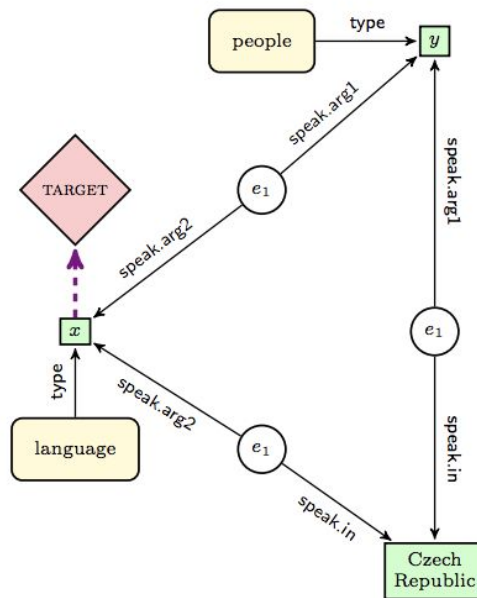 people
type
y
speak.arg1
TARGET
e1
speak.arg2
speak.arg1
x
e1
type
speak.arg2
language
e1
speak.in
speak.in
Czech
Republic